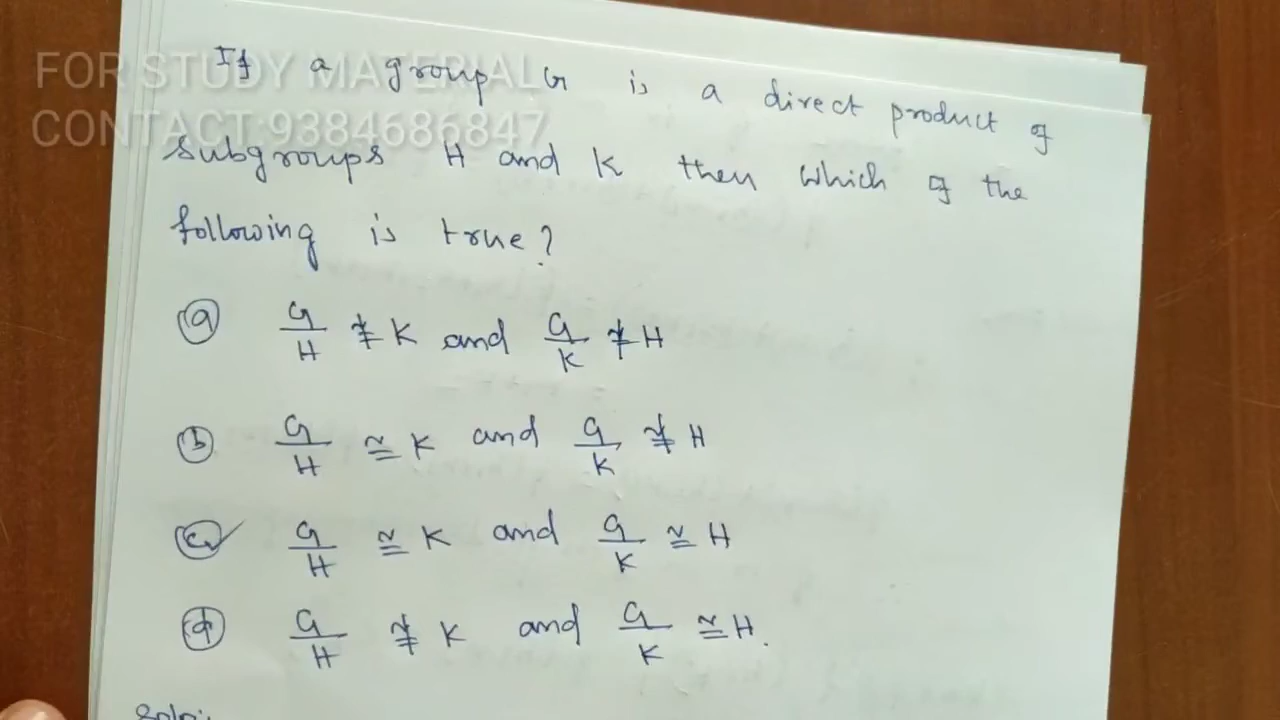 FOR STUDY MATERIAL
CONTACT:9384686847
If a group G is a direct product of
subgroups H and K then which of the
following is true?
(a) G/H ≇ K and G/K ≇ H
(b) G/H ≅ K and G/K ≇ H
(c) ✓ G/H ≅ K and G/K ≅ H
(d) G/H ≇ K and G/K ≅ H.